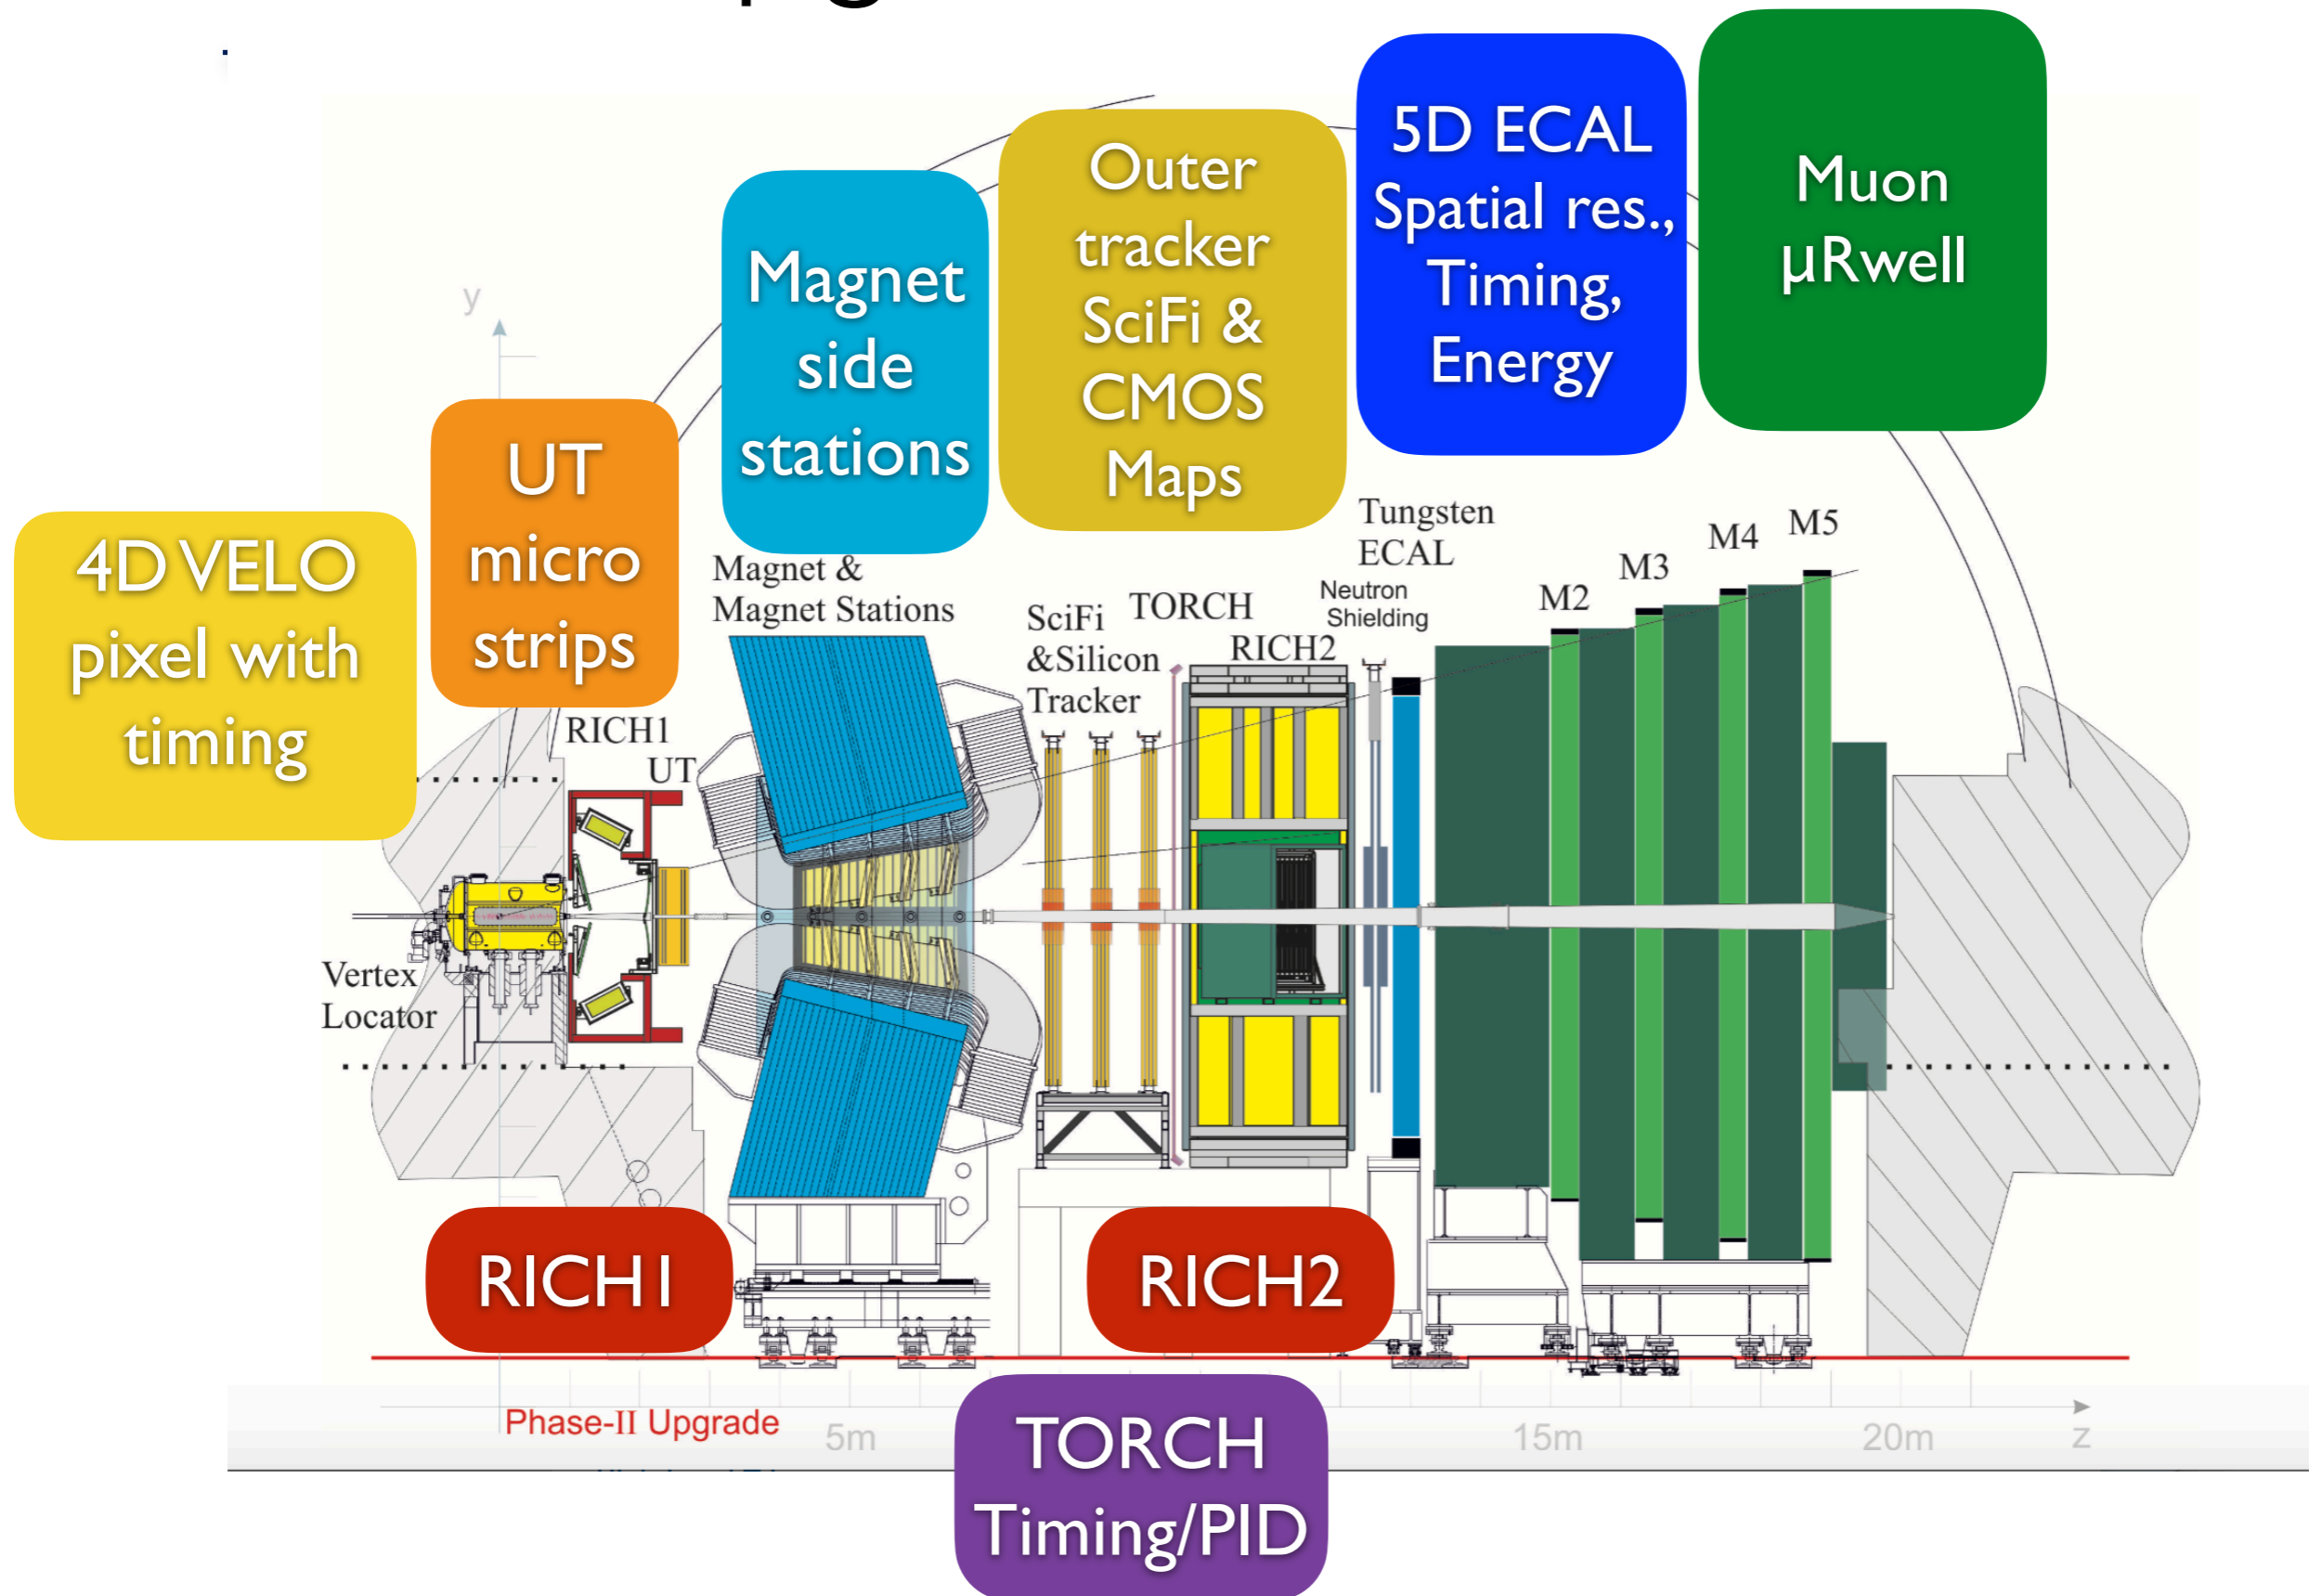 5D ECAL
Spatial res.,
Timing,
Energy
Muon
µRwell
Outer
tracker
SciFi &
CMOS
Maps
Magnet
side
stations
UT
micro
strips
4D VELO
pixel with
timing
y
Magnet &
Magnet Stations
SciFi
&Silicon
Tracker
TORCH
RICH2
Tungsten
ECAL
Neutron
Shielding
M2
M3
M4
M5
RICH1
UT
Vertex
Locator
RICH1
RICH2
Phase-II Upgrade
5m
15m
20m
z
TORCH
Timing/PID